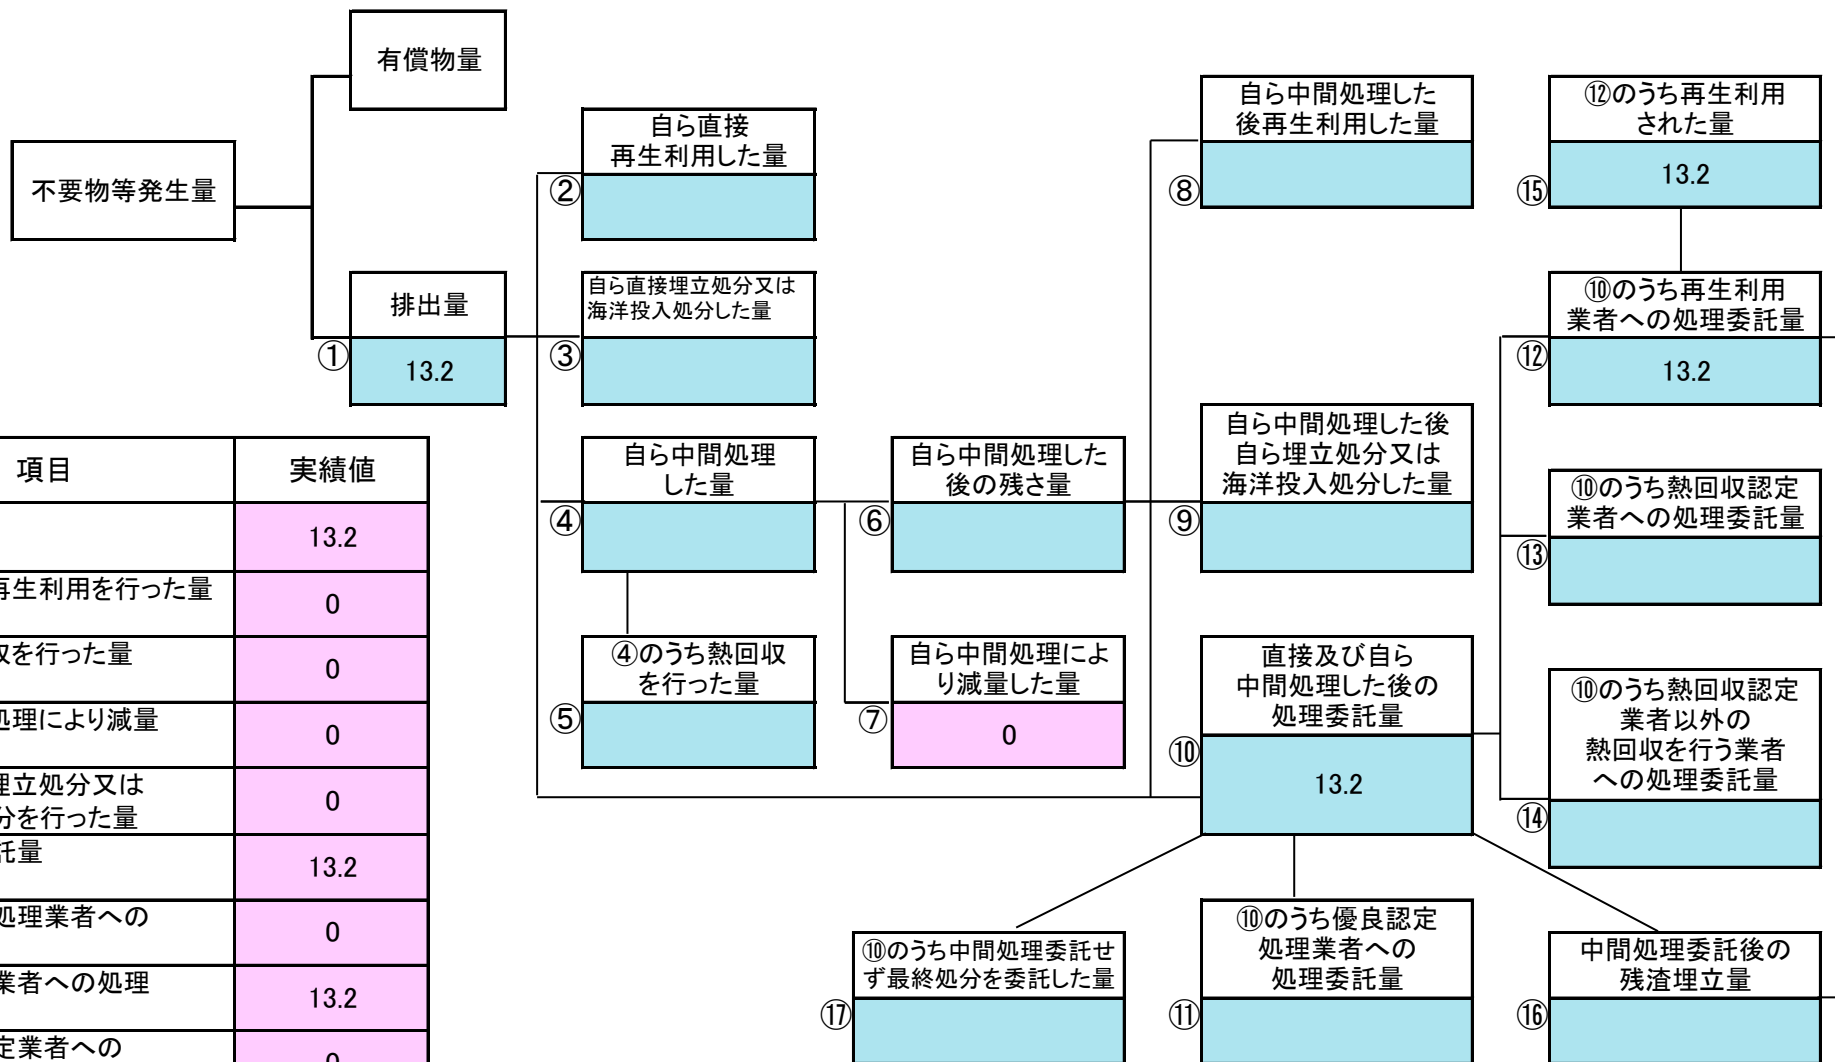 有償物量
不要物等発生量
排出量
①
13.2
自ら直接
再生利用した量
②
自ら直接埋立処分又は
海洋投入処分した量
③
自ら中間処理
した量
④
④のうち熱回収
を行った量
⑤
自ら中間処理した
後の残さ量
⑥
自ら中間処理によ
り減量した量
⑦
0
自ら中間処理した
後再生利用した量
⑧
自ら中間処理した後
自ら埋立処分又は
海洋投入処分した量
⑨
直接及び自ら
中間処理した後の
処理委託量
⑩
13.2
⑫のうち再生利用
された量
13.2
⑮
⑩のうち再生利用
業者への処理委託量
⑫
13.2
⑩のうち熱回収認定
業者への処理委託量
⑬
⑩のうち熱回収認定
業者以外の
熱回収を行う業者
への処理委託量
⑭
⑩のうち中間処理委託せ
ず最終処分を委託した量
⑰
⑩のうち優良認定
処理業者への
処理委託量
⑪
中間処理委託後の
残渣埋立量
⑯
項目 実績値
13.2
再生利用を行った量
0
を行った量
0
処理により減量
0
埋立処分又は
分を行った量
0
託量
13.2
処理業者への
0
業者への処理
13.2
定業者への
0